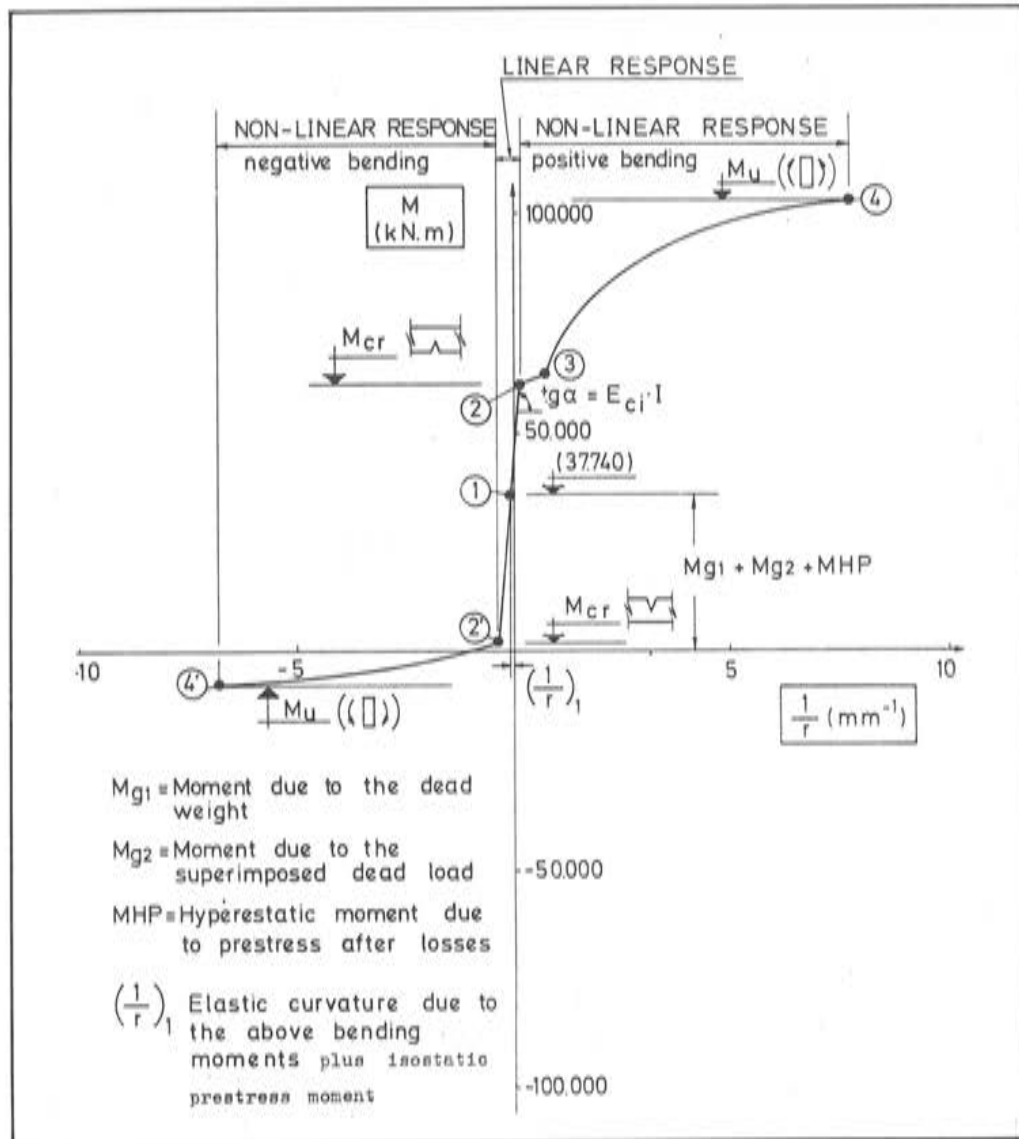 LINEAR RESPONSE
NON-LINEAR RESPONSE
negative bending
NON-LINEAR RESPONSE
positive bending
M
(kN.m)
Mu (( ))
4
100.000
Mcr
3
2
tgα ≡ Eci·I
50.000
(37.740)
1
Mg1 + Mg2 + MHP
Mcr
2'
-10
-5
5
10
4'
Mu (( ))
(1/r)1
1/r (mm⁻¹)
Mg1 ≡ Moment due to the dead
weight
Mg2 ≡ Moment due to the
superimposed dead load
MHP ≡ Hyperestatic moment due
to prestress after losses
(1/r)1 Elastic curvature due to
the above bending
moments plus isostatic
prestress moment
-50.000
-100.000